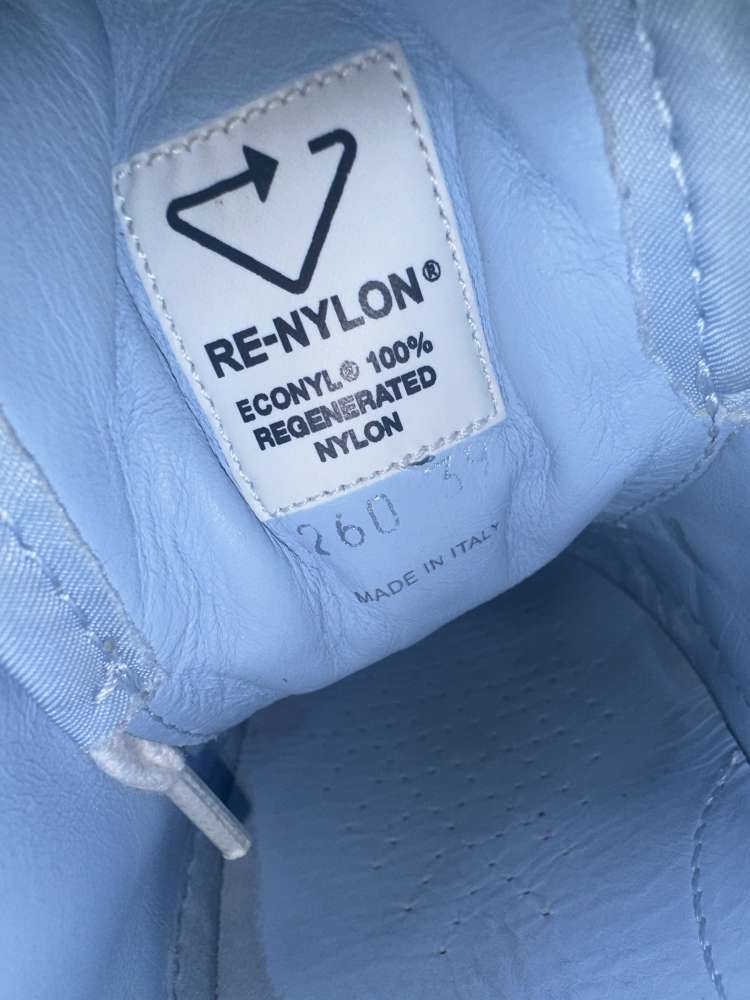 RE-NYLON®
ECONYL® 100%
REGENERATED
NYLON
260
MADE IN ITALY